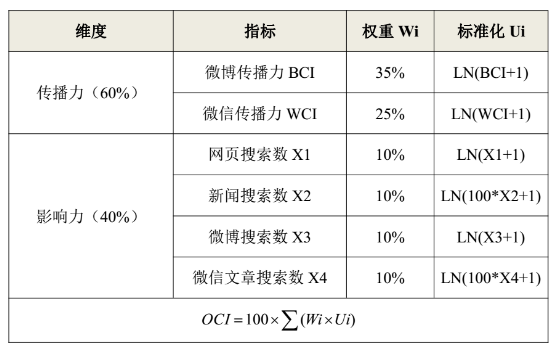 维度 指标 权重 Wi 标准化 Ui
传播力（60%） 微博传播力 BCI 35% LN(BCI+1)
微信传播力 WCI 25% LN(WCI+1)
影响力（40%） 网页搜索数 X1 10% LN(X1+1)
新闻搜索数 X2 10% LN(100*X2+1)
微博搜索数 X3 10% LN(X3+1)
微信文章搜索数 X4 10% LN(100*X4+1)
OCI=100×∑(Wi×Ui)